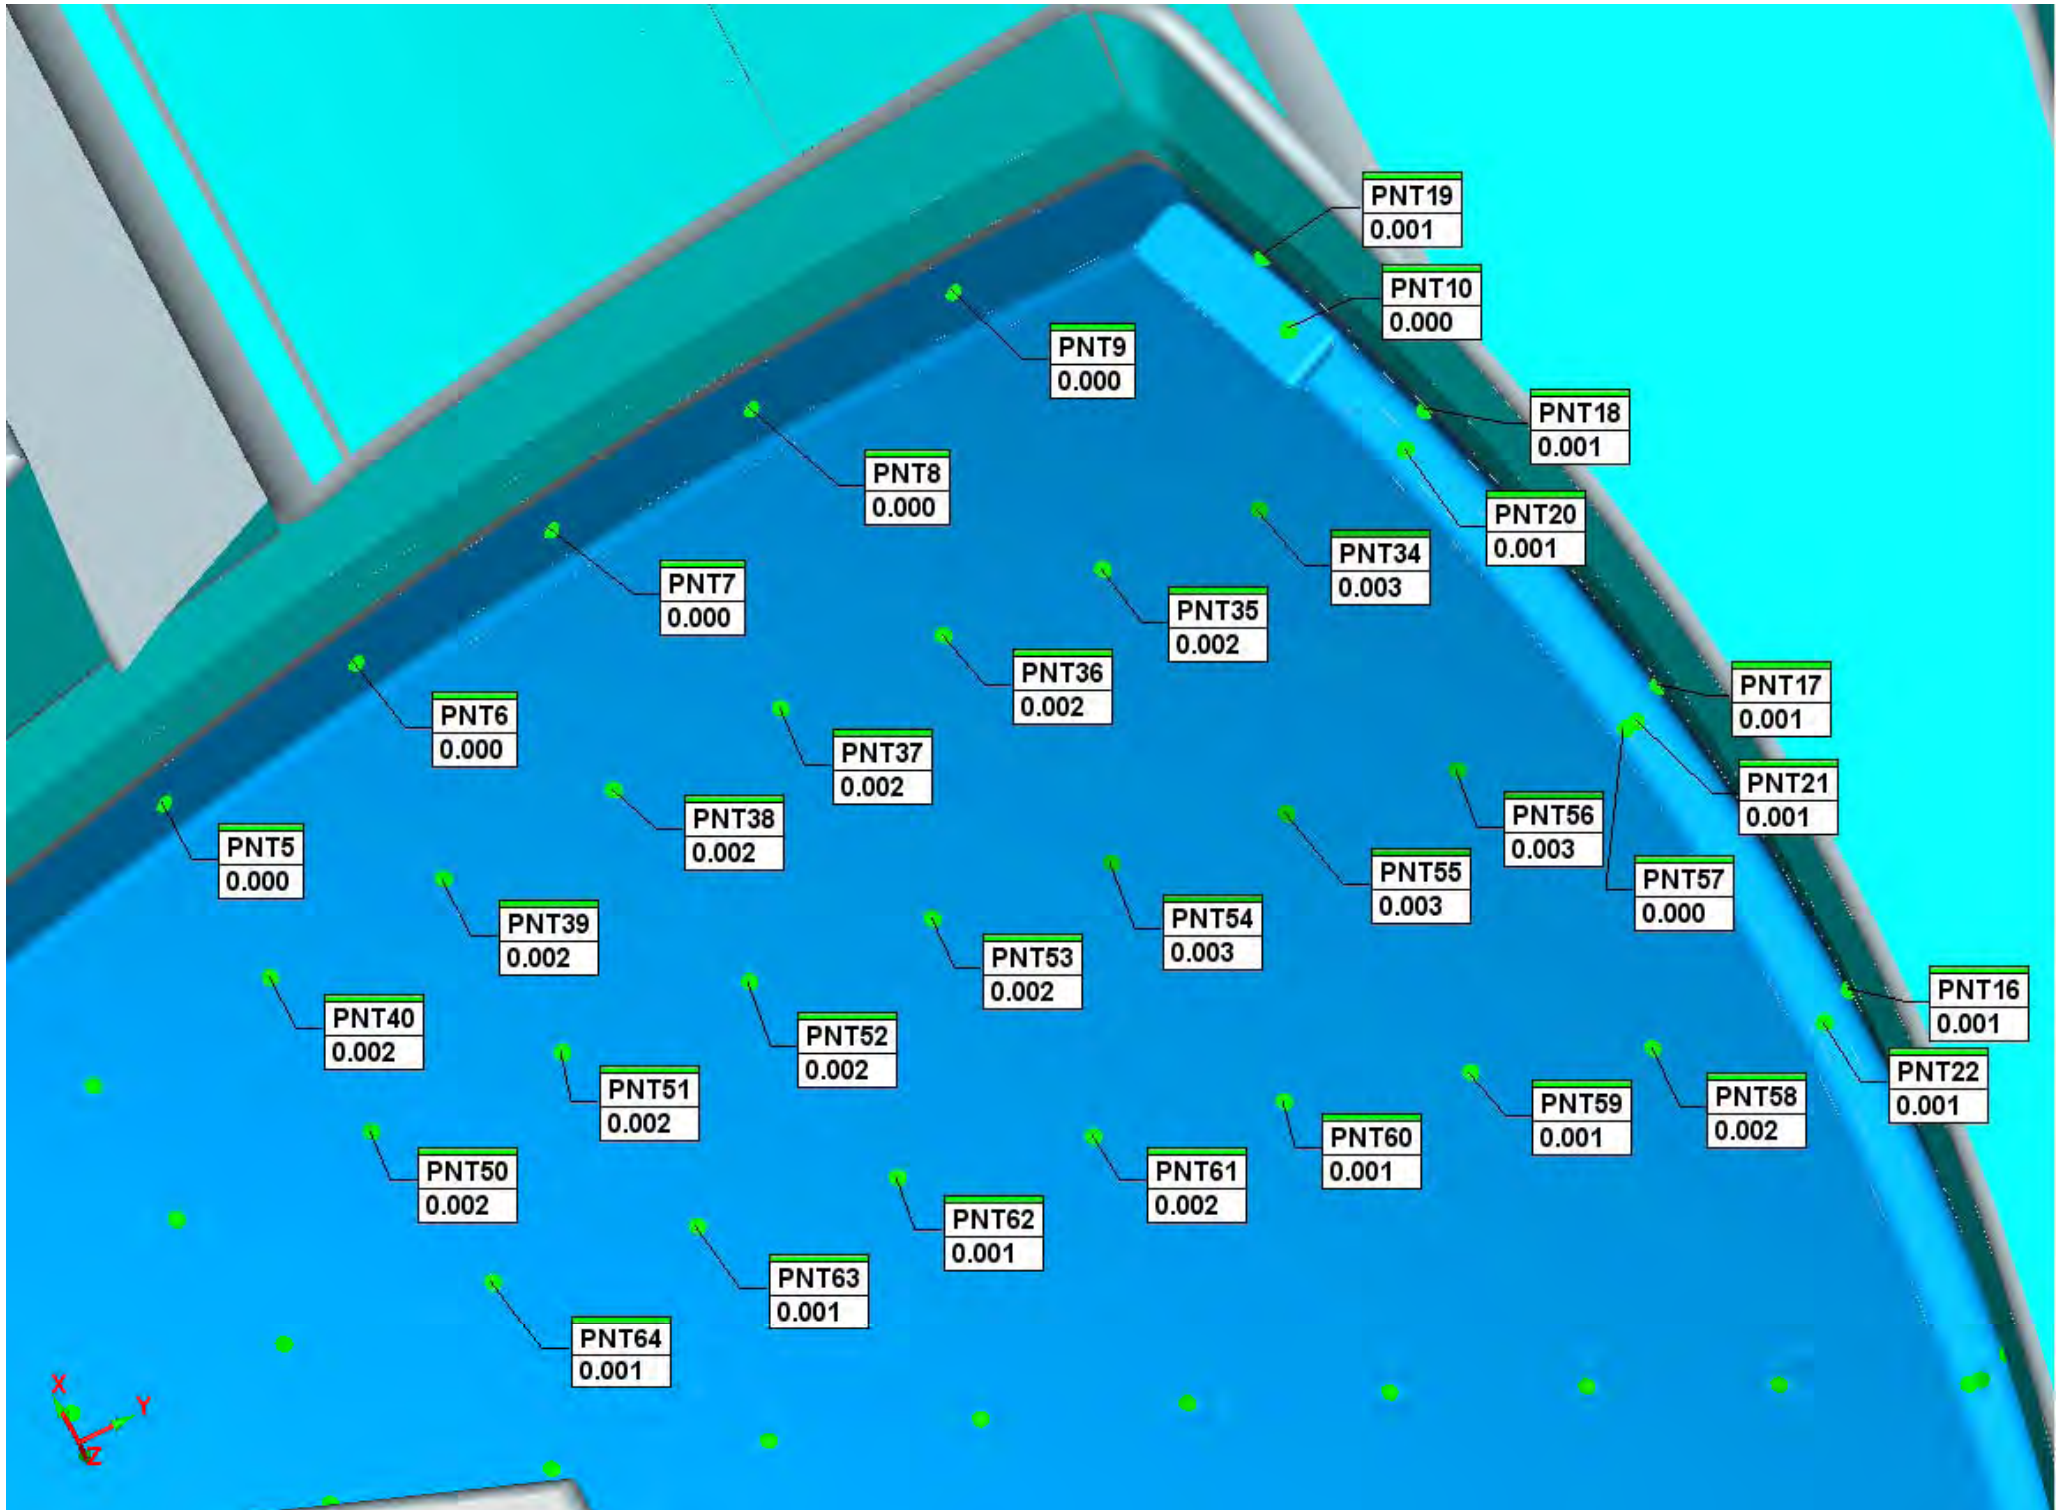 PNT19
0.001
PNT10
0.000
PNT9
0.000
PNT18
0.001
PNT8
0.000
PNT20
0.001
PNT34
0.003
PNT7
0.000
PNT35
0.002
PNT36
0.002
PNT17
0.001
PNT6
0.000
PNT37
0.002
PNT21
0.001
PNT38
0.002
PNT56
0.003
PNT5
0.000
PNT55
0.003
PNT57
0.000
PNT39
0.002
PNT54
0.003
PNT53
0.002
PNT16
0.001
PNT40
0.002
PNT52
0.002
PNT22
0.001
PNT51
0.002
PNT58
0.002
PNT59
0.001
PNT60
0.001
PNT50
0.002
PNT61
0.002
PNT62
0.001
PNT63
0.001
PNT64
0.001
X
Y
Z